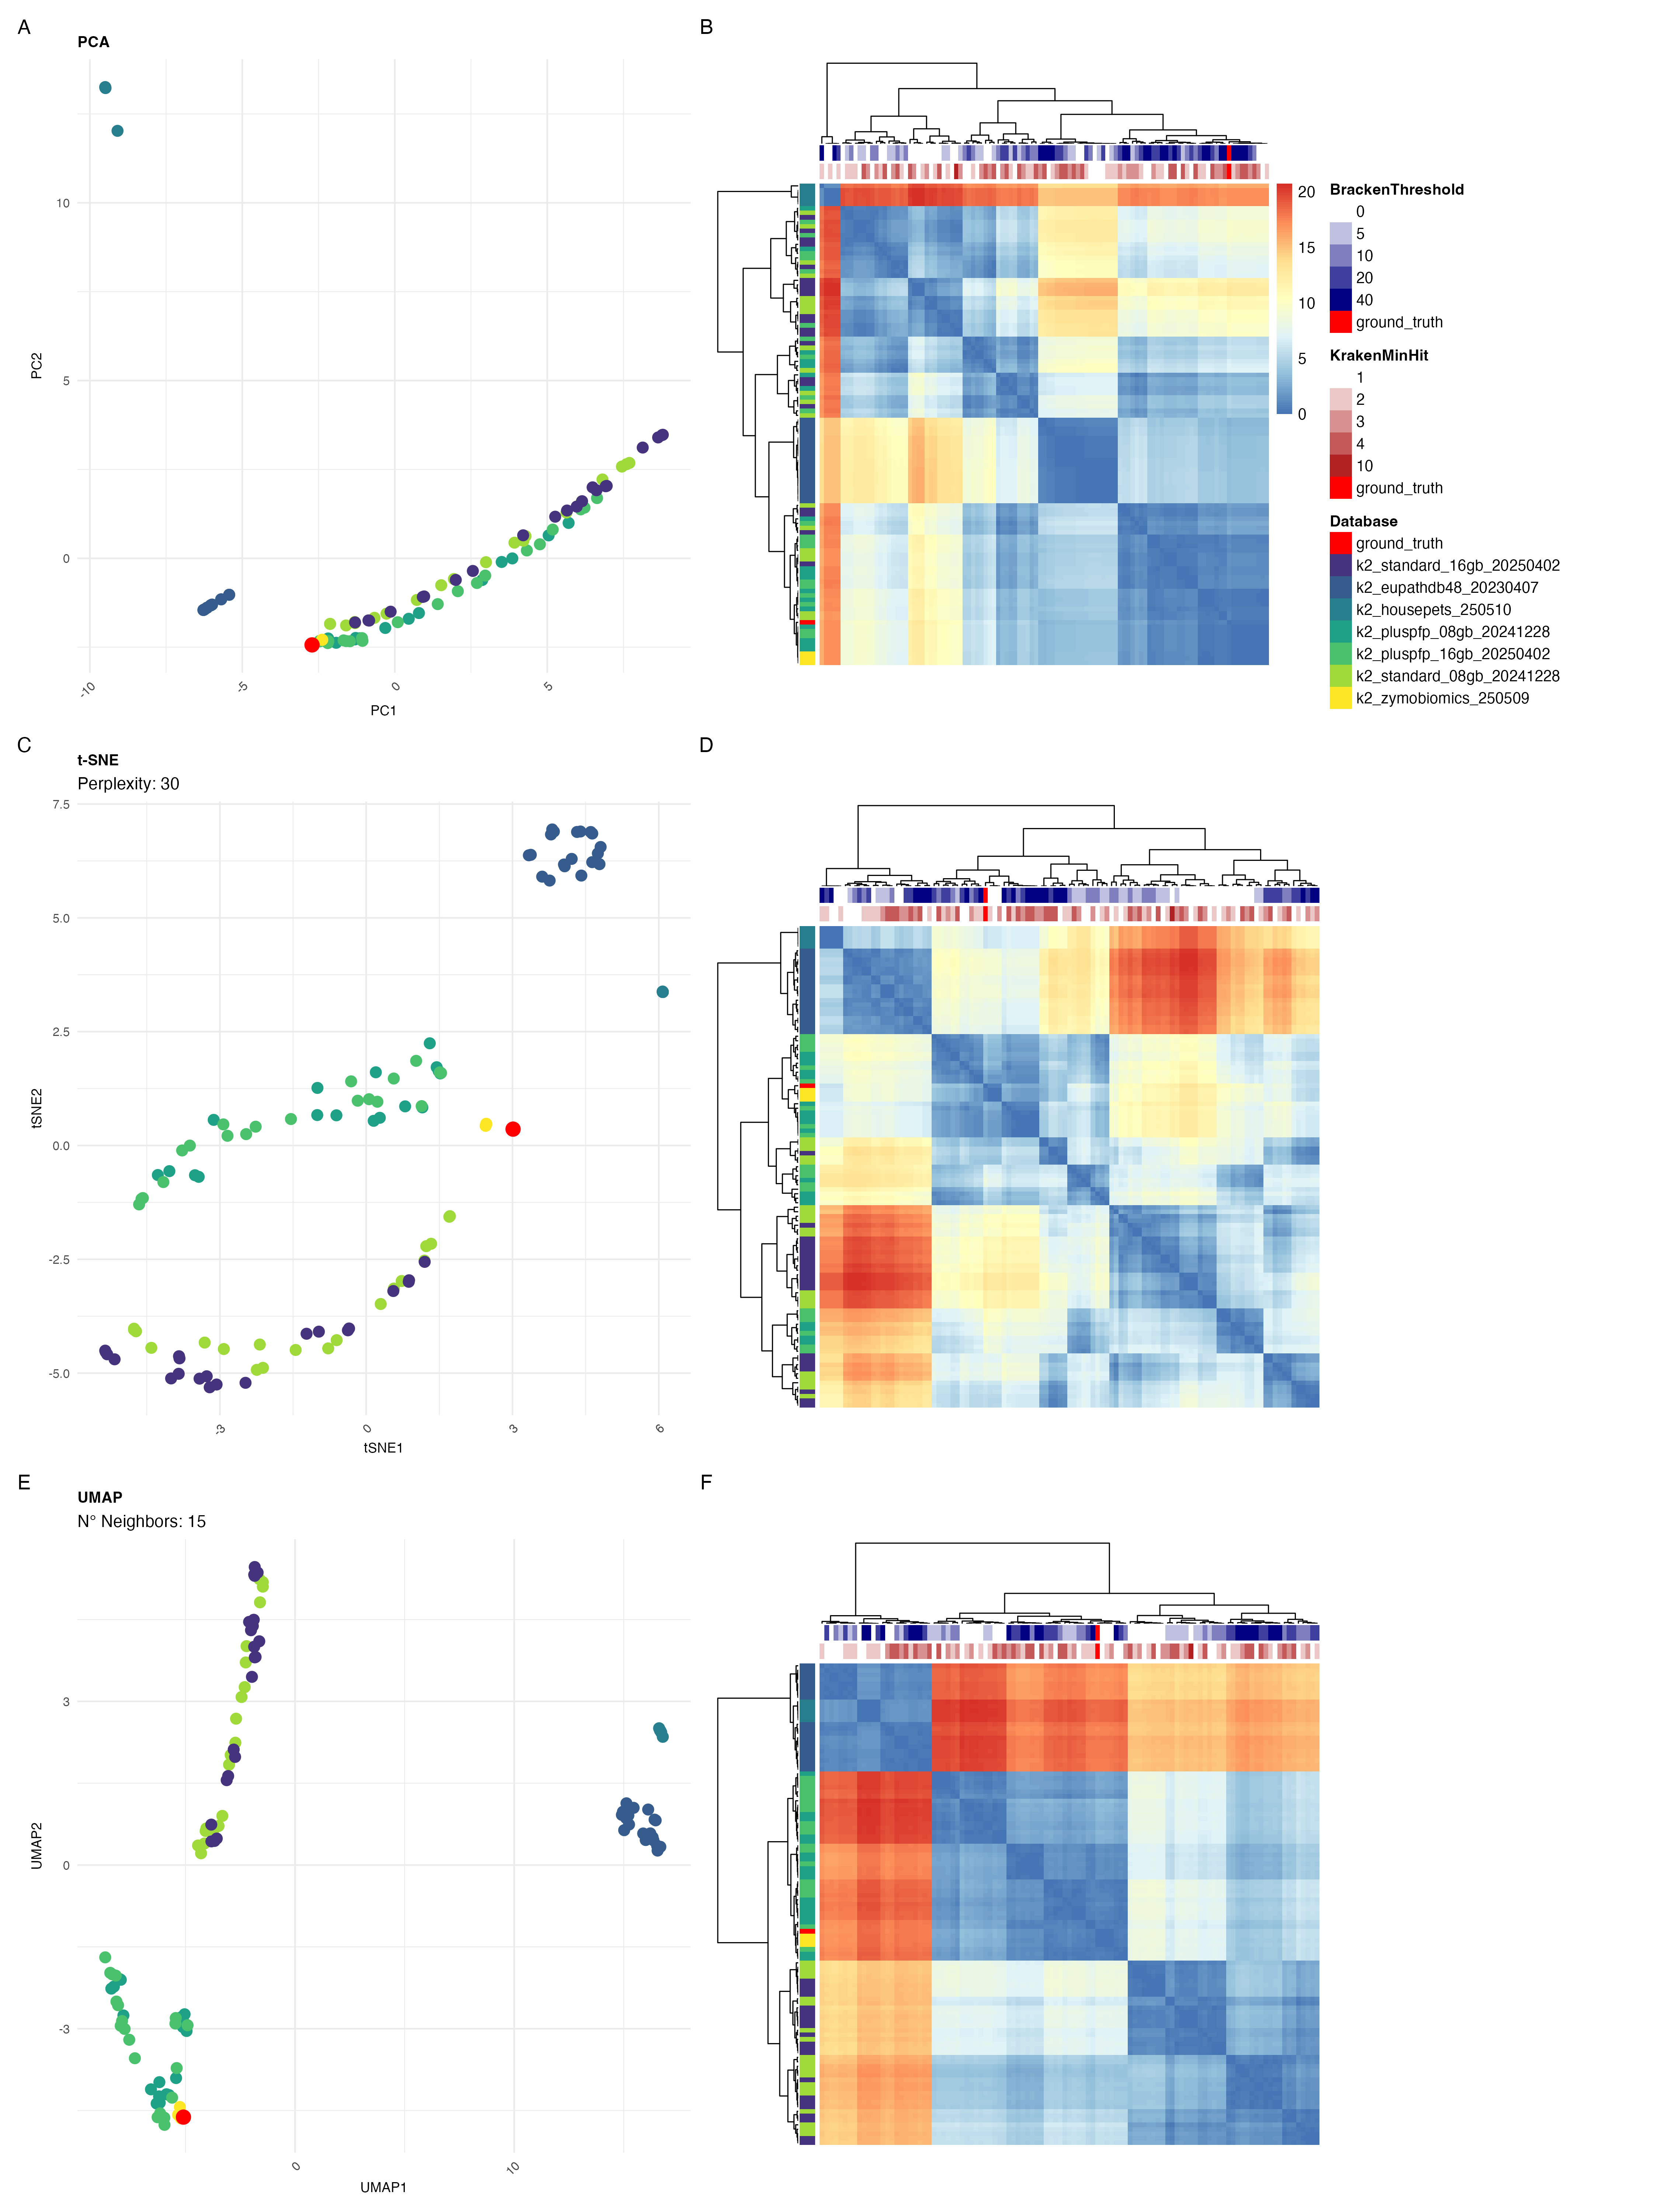 A
PCA
10
5
0
PC2
-10
-5
0
5
PC1
B
20
15
10
5
0
BrackenThreshold
0
5
10
20
40
ground_truth
KrakenMinHit
1
2
3
4
10
ground_truth
Database
ground_truth
k2_standard_16gb_20250402
k2_eupathdb48_20230407
k2_housepets_250510
k2_pluspfp_08gb_20241228
k2_pluspfp_16gb_20250402
k2_standard_08gb_20241228
k2_zymobiomics_250509
C
t-SNE
Perplexity: 30
7.5
5.0
2.5
0.0
-2.5
-5.0
tSNE2
-3
0
3
6
tSNE1
D
E
UMAP
N° Neighbors: 15
3
0
-3
UMAP2
0
10
UMAP1
F